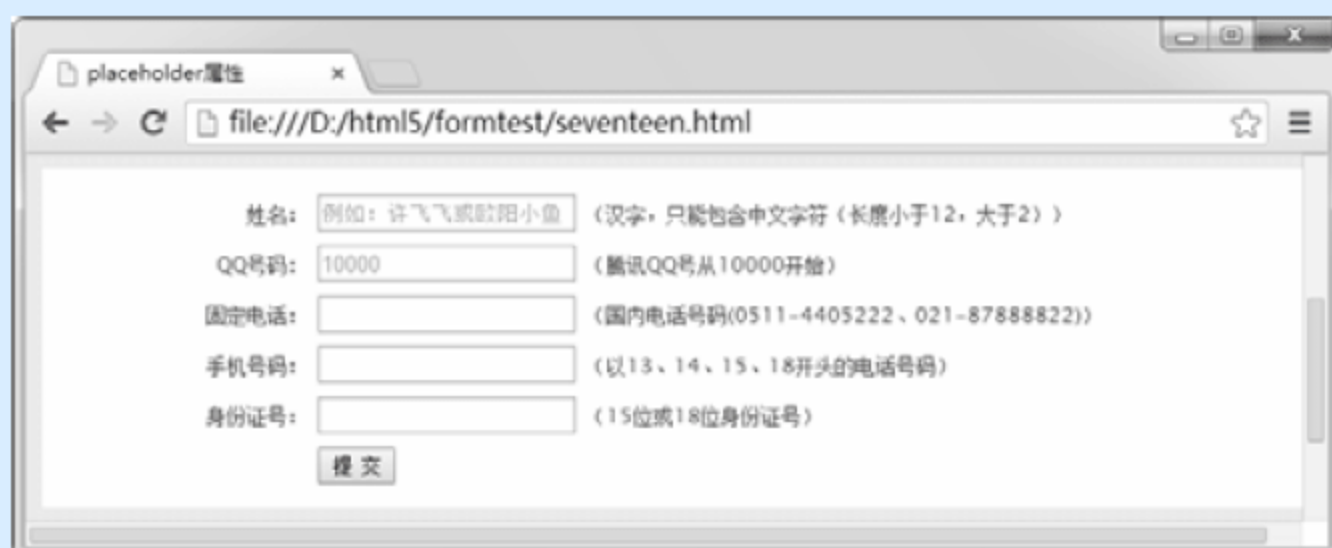 placeholder属性
file:///D:/html5/formtest/seventeen.html
姓名： 例如：许飞飞或欧阳小鱼 （汉字，只能包含中文字符（长度小于12，大于2））
QQ号码： 10000 （腾讯QQ号从10000开始）
固定电话： （国内电话号码(0511-4405222、021-87888822)）
手机号码： （以13、14、15、18开头的电话号码）
身份证号： （15位或18位身份证号）
提 交